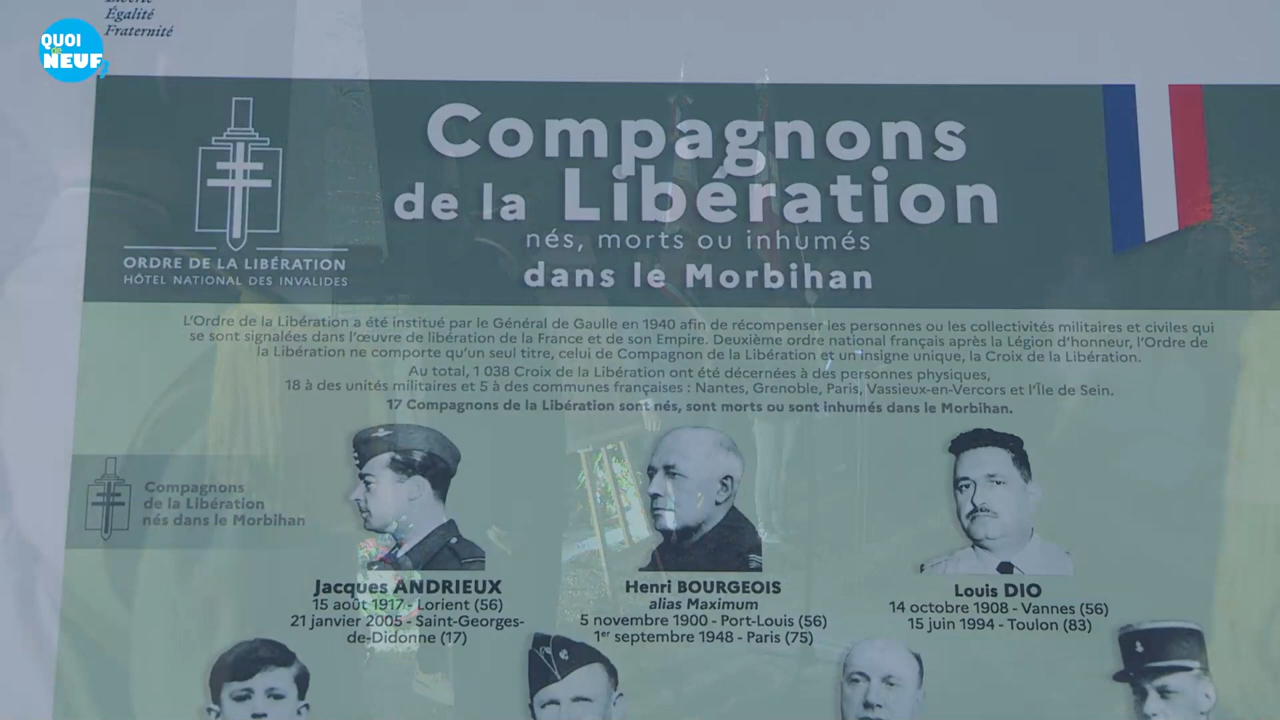 Liberté
Égalité
Fraternité
QUOI
de
NEUF
Compagnons
de la Libération
nés, morts ou inhumés
dans le Morbihan
ORDRE DE LA LIBÉRATION
HÔTEL NATIONAL DES INVALIDES
L'Ordre de la Libération a été institué par le Général de Gaulle en 1940 afin de récompenser les personnes ou les collectivités militaires et civiles qui
se sont signalées dans l'œuvre de libération de la France et de son Empire. Deuxième ordre national français après la Légion d'honneur, l'Ordre de
la Libération ne comporte qu'un seul titre, celui de Compagnon de la Libération et un insigne unique, la Croix de la Libération.
Au total, 1 038 Croix de la Libération ont été décernées à des personnes physiques,
18 à des unités militaires et 5 à des communes françaises : Nantes, Grenoble, Paris, Vassieux-en-Vercors et l'Île de Sein.
17 Compagnons de la Libération sont nés, sont morts ou sont inhumés dans le Morbihan.
Compagnons
de la Libération
nés dans le Morbihan
Jacques ANDRIEUX
15 août 1917 - Lorient (56)
21 janvier 2005 - Saint-Georges-
de-Didonne (17)
Henri BOURGEOIS
alias Maximum
5 novembre 1900 - Port-Louis (56)
1er septembre 1948 - Paris (75)
Louis DIO
14 octobre 1908 - Vannes (56)
15 juin 1994 - Toulon (83)